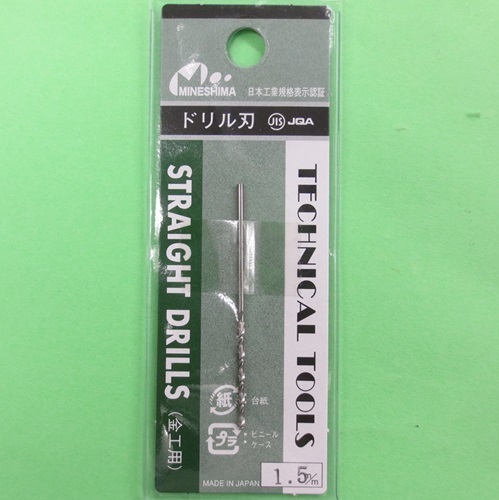 MINESHIMA
日本工業規格表示認証
ドリル刃 JIS JQA
STRAIGHT DRILLS (金工用)
TECHNICAL TOOLS
紙 ・台紙
プラ ・ビニール
ケース
MADE IN JAPAN
1.5m/m